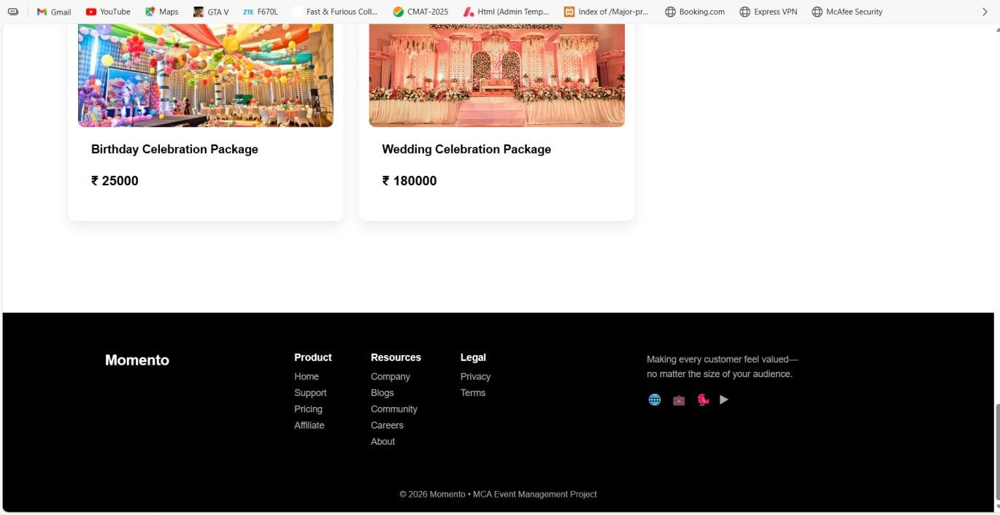 Gmail
YouTube
Maps
GTA V
ZTE F670L
Fast & Furious Coll...
CMAT-2025
Html (Admin Temp...
Index of /Major-pr...
Booking.com
Express VPN
McAfee Security
Birthday Celebration Package
₹ 25000
Wedding Celebration Package
₹ 180000
Momento
Product
Home
Support
Pricing
Affiliate
Resources
Company
Blogs
Community
Careers
About
Legal
Privacy
Terms
Making every customer feel valued—
no matter the size of your audience.
© 2026 Momento • MCA Event Management Project